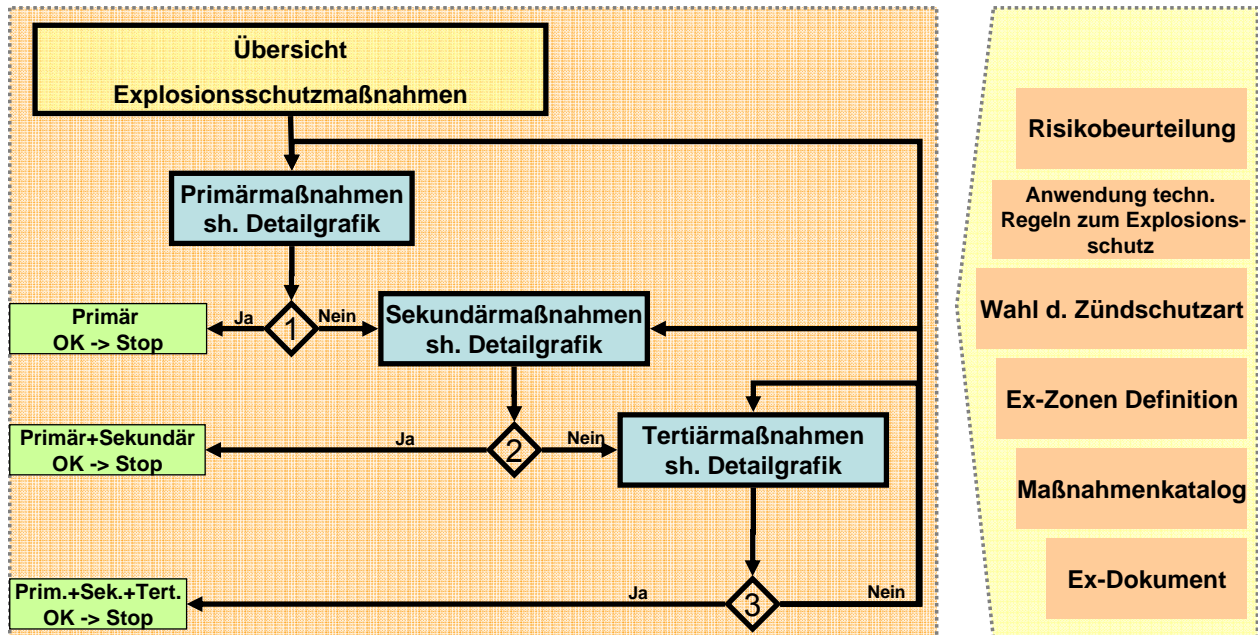 Übersicht
Explosionsschutzmaßnahmen
Primärmaßnahmen
sh. Detailgrafik
Primär
OK -> Stop
Ja
1
Nein
Sekundärmaßnahmen
sh. Detailgrafik
Primär+Sekundär
OK -> Stop
Ja
2
Nein
Tertiärmaßnahmen
sh. Detailgrafik
Prim.+Sek.+Tert.
OK -> Stop
Ja
3
Nein
Risikobeurteilung
Anwendung techn.
Regeln zum Explosions-
schutz
Wahl d. Zündschutzart
Ex-Zonen Definition
Maßnahmenkatalog
Ex-Dokument